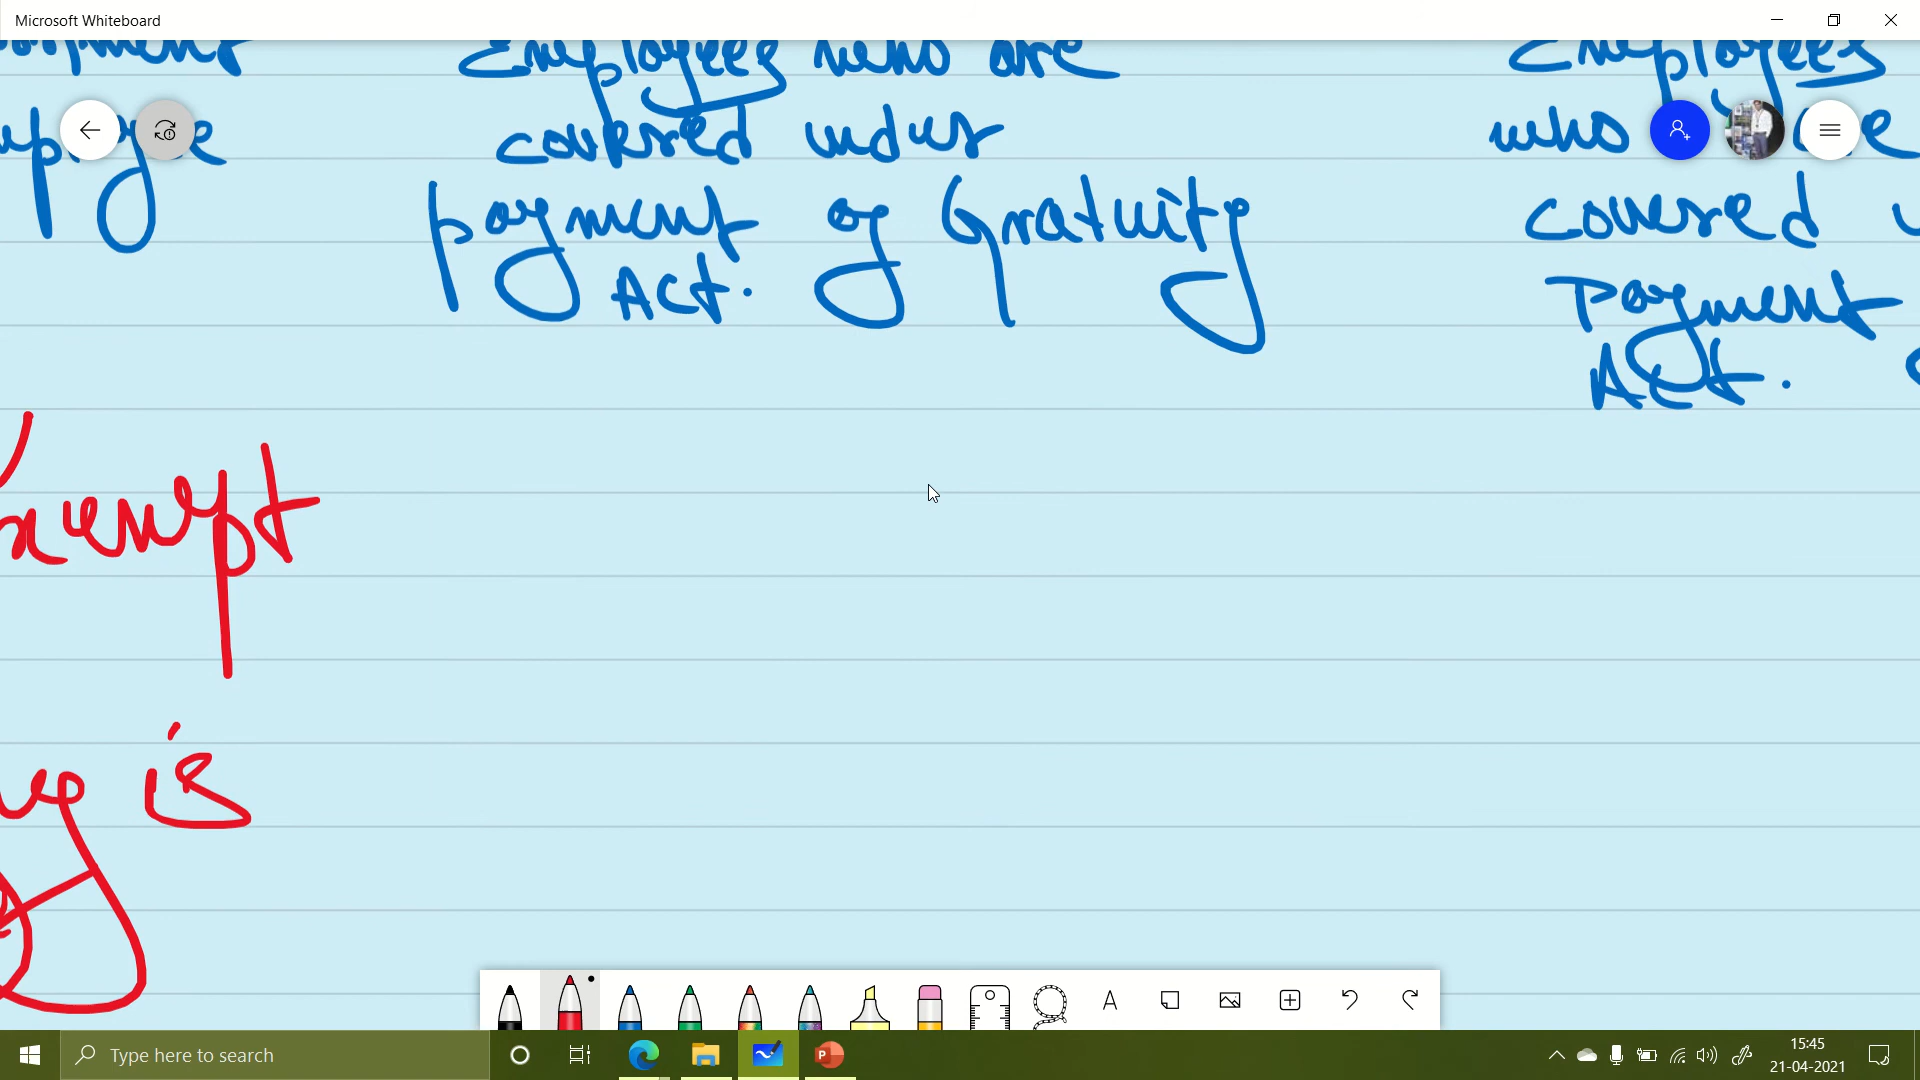 Microsoft Whiteboard
Employees who are
covered under
payment of Gratuity
Act.
Employees
who are
covered
Payment
Act.
is
Type here to search
15:45
21-04-2021